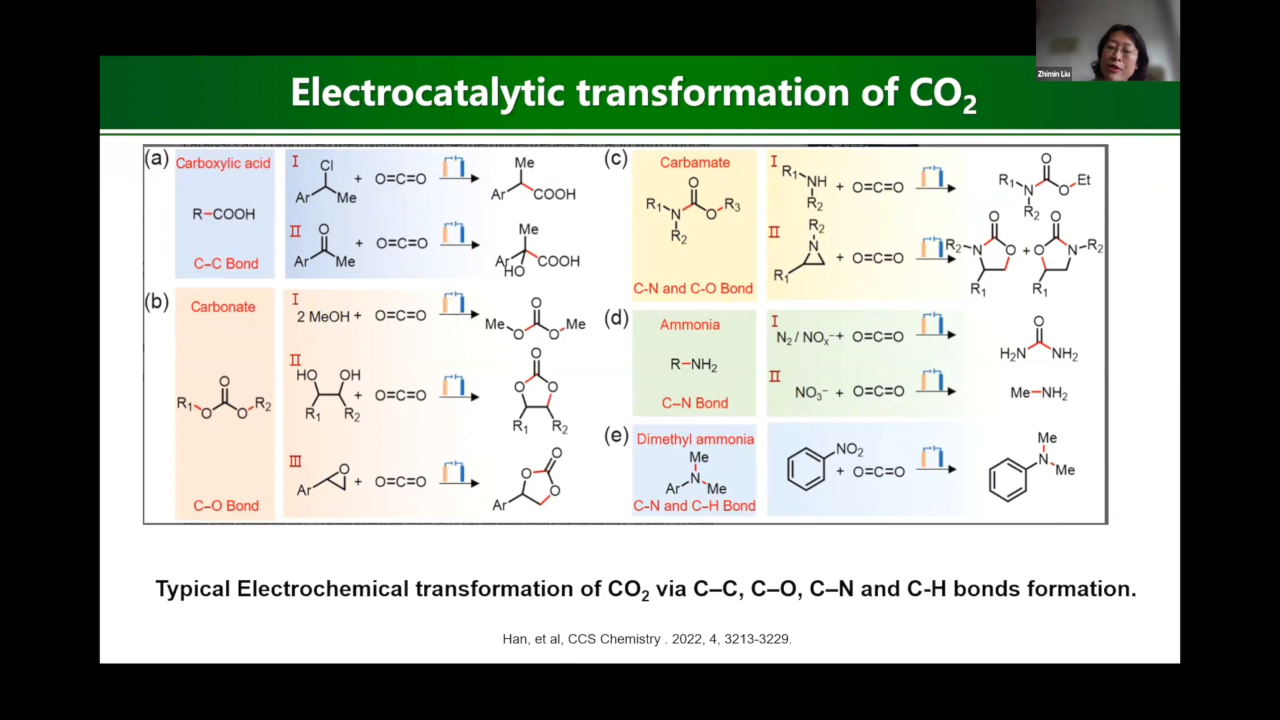 Zhimin Liu
Electrocatalytic transformation of CO₂
(a)
Carboxylic acid
R–COOH
C–C Bond
I
Cl
Ar
Me
+ O=C=O
Me
Ar
COOH
II
O
Ar
Me
+ O=C=O
Me
Ar
HO
COOH
(b)
Carbonate
O
R₁
O
O
R₂
C–O Bond
I
2 MeOH + O=C=O
O
Me
O
O
Me
II
HO
OH
R₁
R₂
+ O=C=O
O
O
O
R₁
R₂
III
O
Ar
+ O=C=O
O
O
O
Ar
(c)
Carbamate
O
R₁
N
O
R₃
R₂
C-N and C-O Bond
I
R₁
NH
R₂
+ O=C=O
O
R₁
N
O
Et
R₂
II
R₂
N
R₁
+ O=C=O
O
R₂
N
O
R₁
+
O
O
N
R₂
R₁
(d)
Ammonia
R–NH₂
C–N Bond
I
N₂ / NOₓ⁻ + O=C=O
O
H₂N
NH₂
II
NO₃⁻ + O=C=O
Me–NH₂
(e)
Dimethyl ammonia
Me
N
Ar
Me
C-N and C–H Bond
NO₂
+ O=C=O
Me
N
Me
Typical Electrochemical transformation of CO₂ via C–C, C–O, C–N and C-H bonds formation.
Han, et al, CCS Chemistry . 2022, 4, 3213-3229.